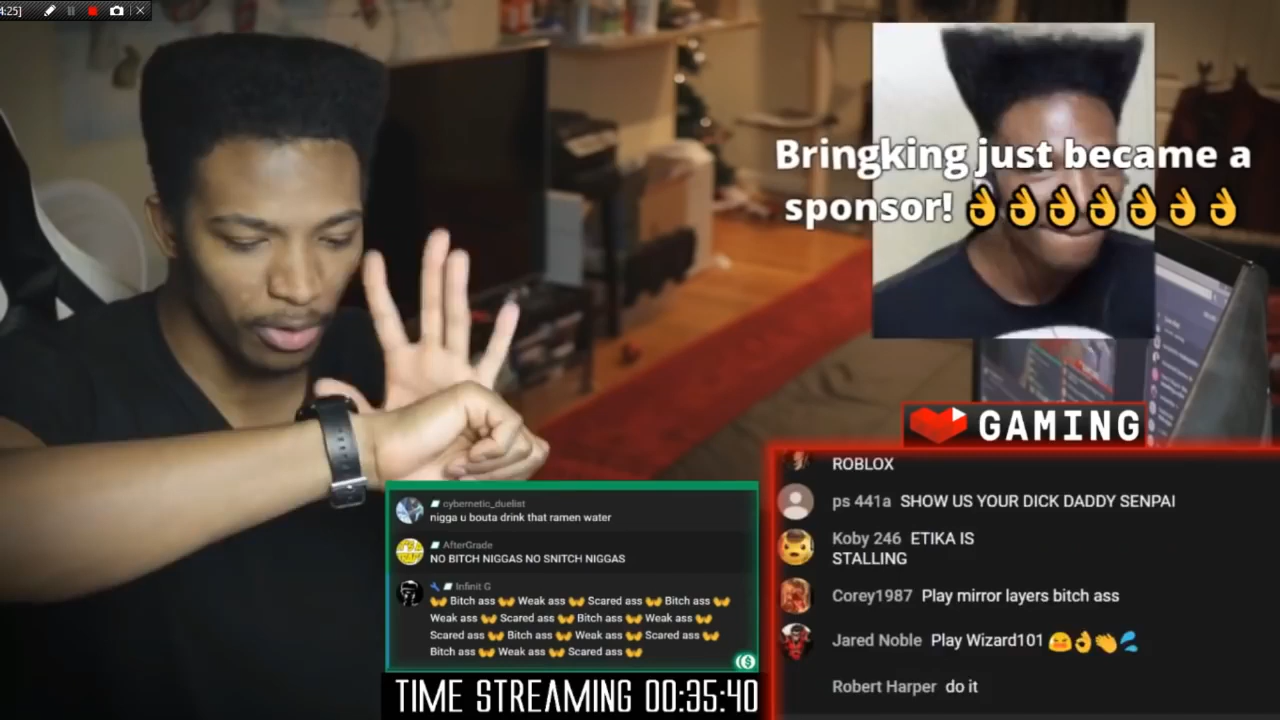 4:25]
Bringking just became a
sponsor! 👌👌👌👌👌👌👌
GAMING
cybernetic_duelist
nigga u bouta drink that ramen water
AfterGrade
NO BITCH NIGGAS NO SNITCH NIGGAS
Infinit G
👐 Bitch ass 👐 Weak ass 👐 Scared ass 👐 Bitch ass 👐
Weak ass 👐 Scared ass 👐 Bitch ass 👐 Weak ass 👐
Scared ass 👐 Bitch ass 👐 Weak ass 👐 Scared ass 👐
Bitch ass 👐 Weak ass 👐 Scared ass 👐
TIME STREAMING 00:35:40
ROBLOX
ps 441a SHOW US YOUR DICK DADDY SENPAI
Koby 246 ETIKA IS
STALLING
Corey1987 Play mirror layers bitch ass
Jared Noble Play Wizard101 😡👌👏💦
Robert Harper do it